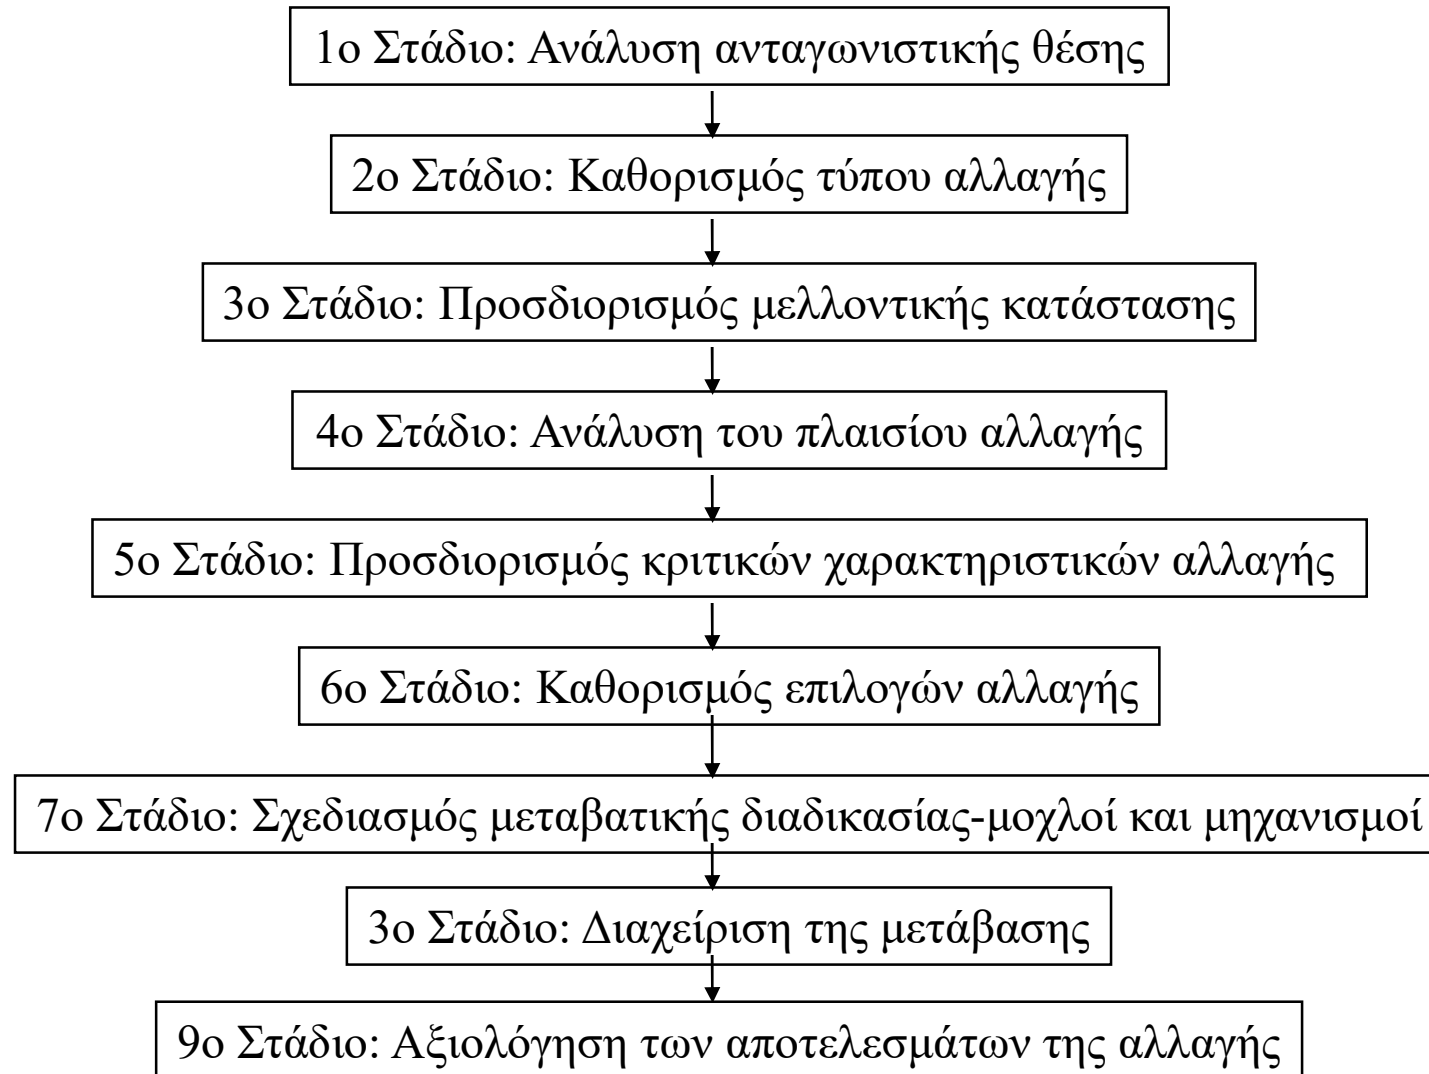 1ο Στάδιο: Ανάλυση ανταγωνιστικής θέσης
2ο Στάδιο: Καθορισμός τύπου αλλαγής
3ο Στάδιο: Προσδιορισμός μελλοντικής κατάστασης
4ο Στάδιο: Ανάλυση του πλαισίου αλλαγής
5ο Στάδιο: Προσδιορισμός κριτικών χαρακτηριστικών αλλαγής
6ο Στάδιο: Καθορισμός επιλογών αλλαγής
7ο Στάδιο: Σχεδιασμός μεταβατικής διαδικασίας-μοχλοί και μηχανισμοί
3ο Στάδιο: Διαχείριση της μετάβασης
9ο Στάδιο: Αξιολόγηση των αποτελεσμάτων της αλλαγής